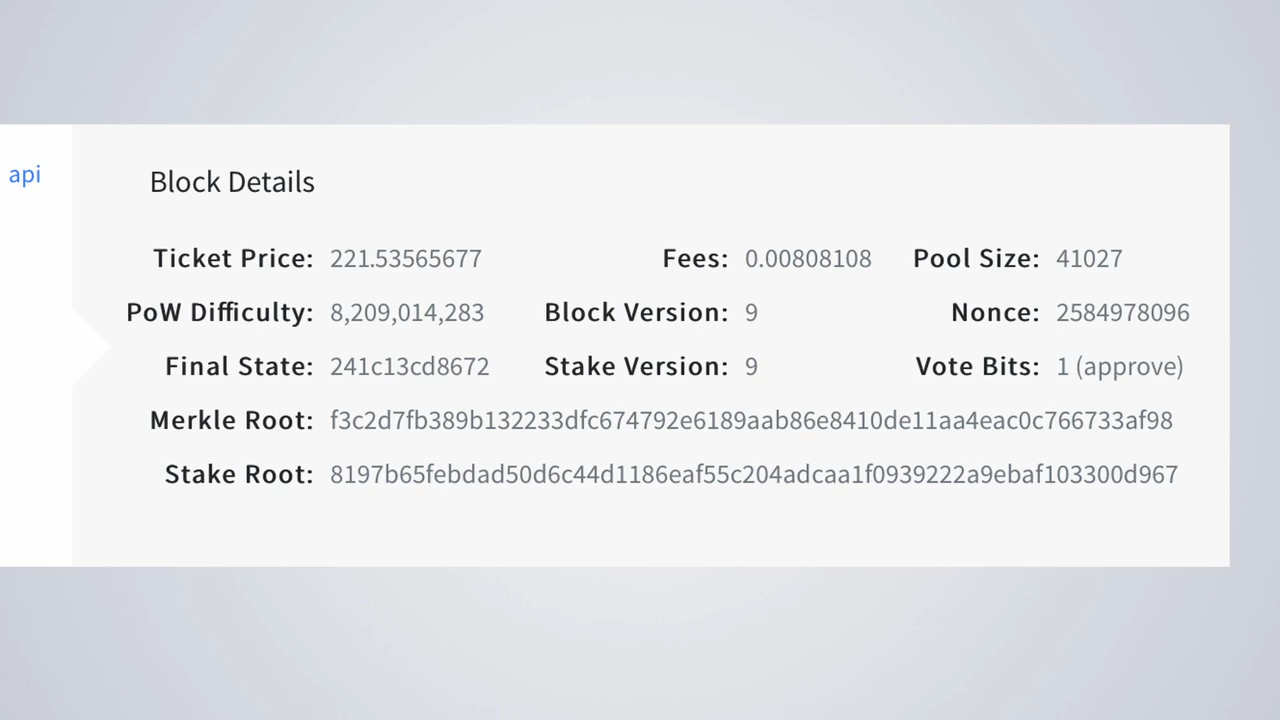 api
Block Details
Ticket Price: 221.53565677 Fees: 0.00808108 Pool Size: 41027
PoW Difficulty: 8,209,014,283 Block Version: 9 Nonce: 2584978096
Final State: 241c13cd8672 Stake Version: 9 Vote Bits: 1 (approve)
Merkle Root: f3c2d7fb389b132233dfc674792e6189aab86e8410de11aa4eac0c766733af98
Stake Root: 8197b65febdad50d6c44d1186eaf55c204adcaa1f0939222a9ebaf103300d967